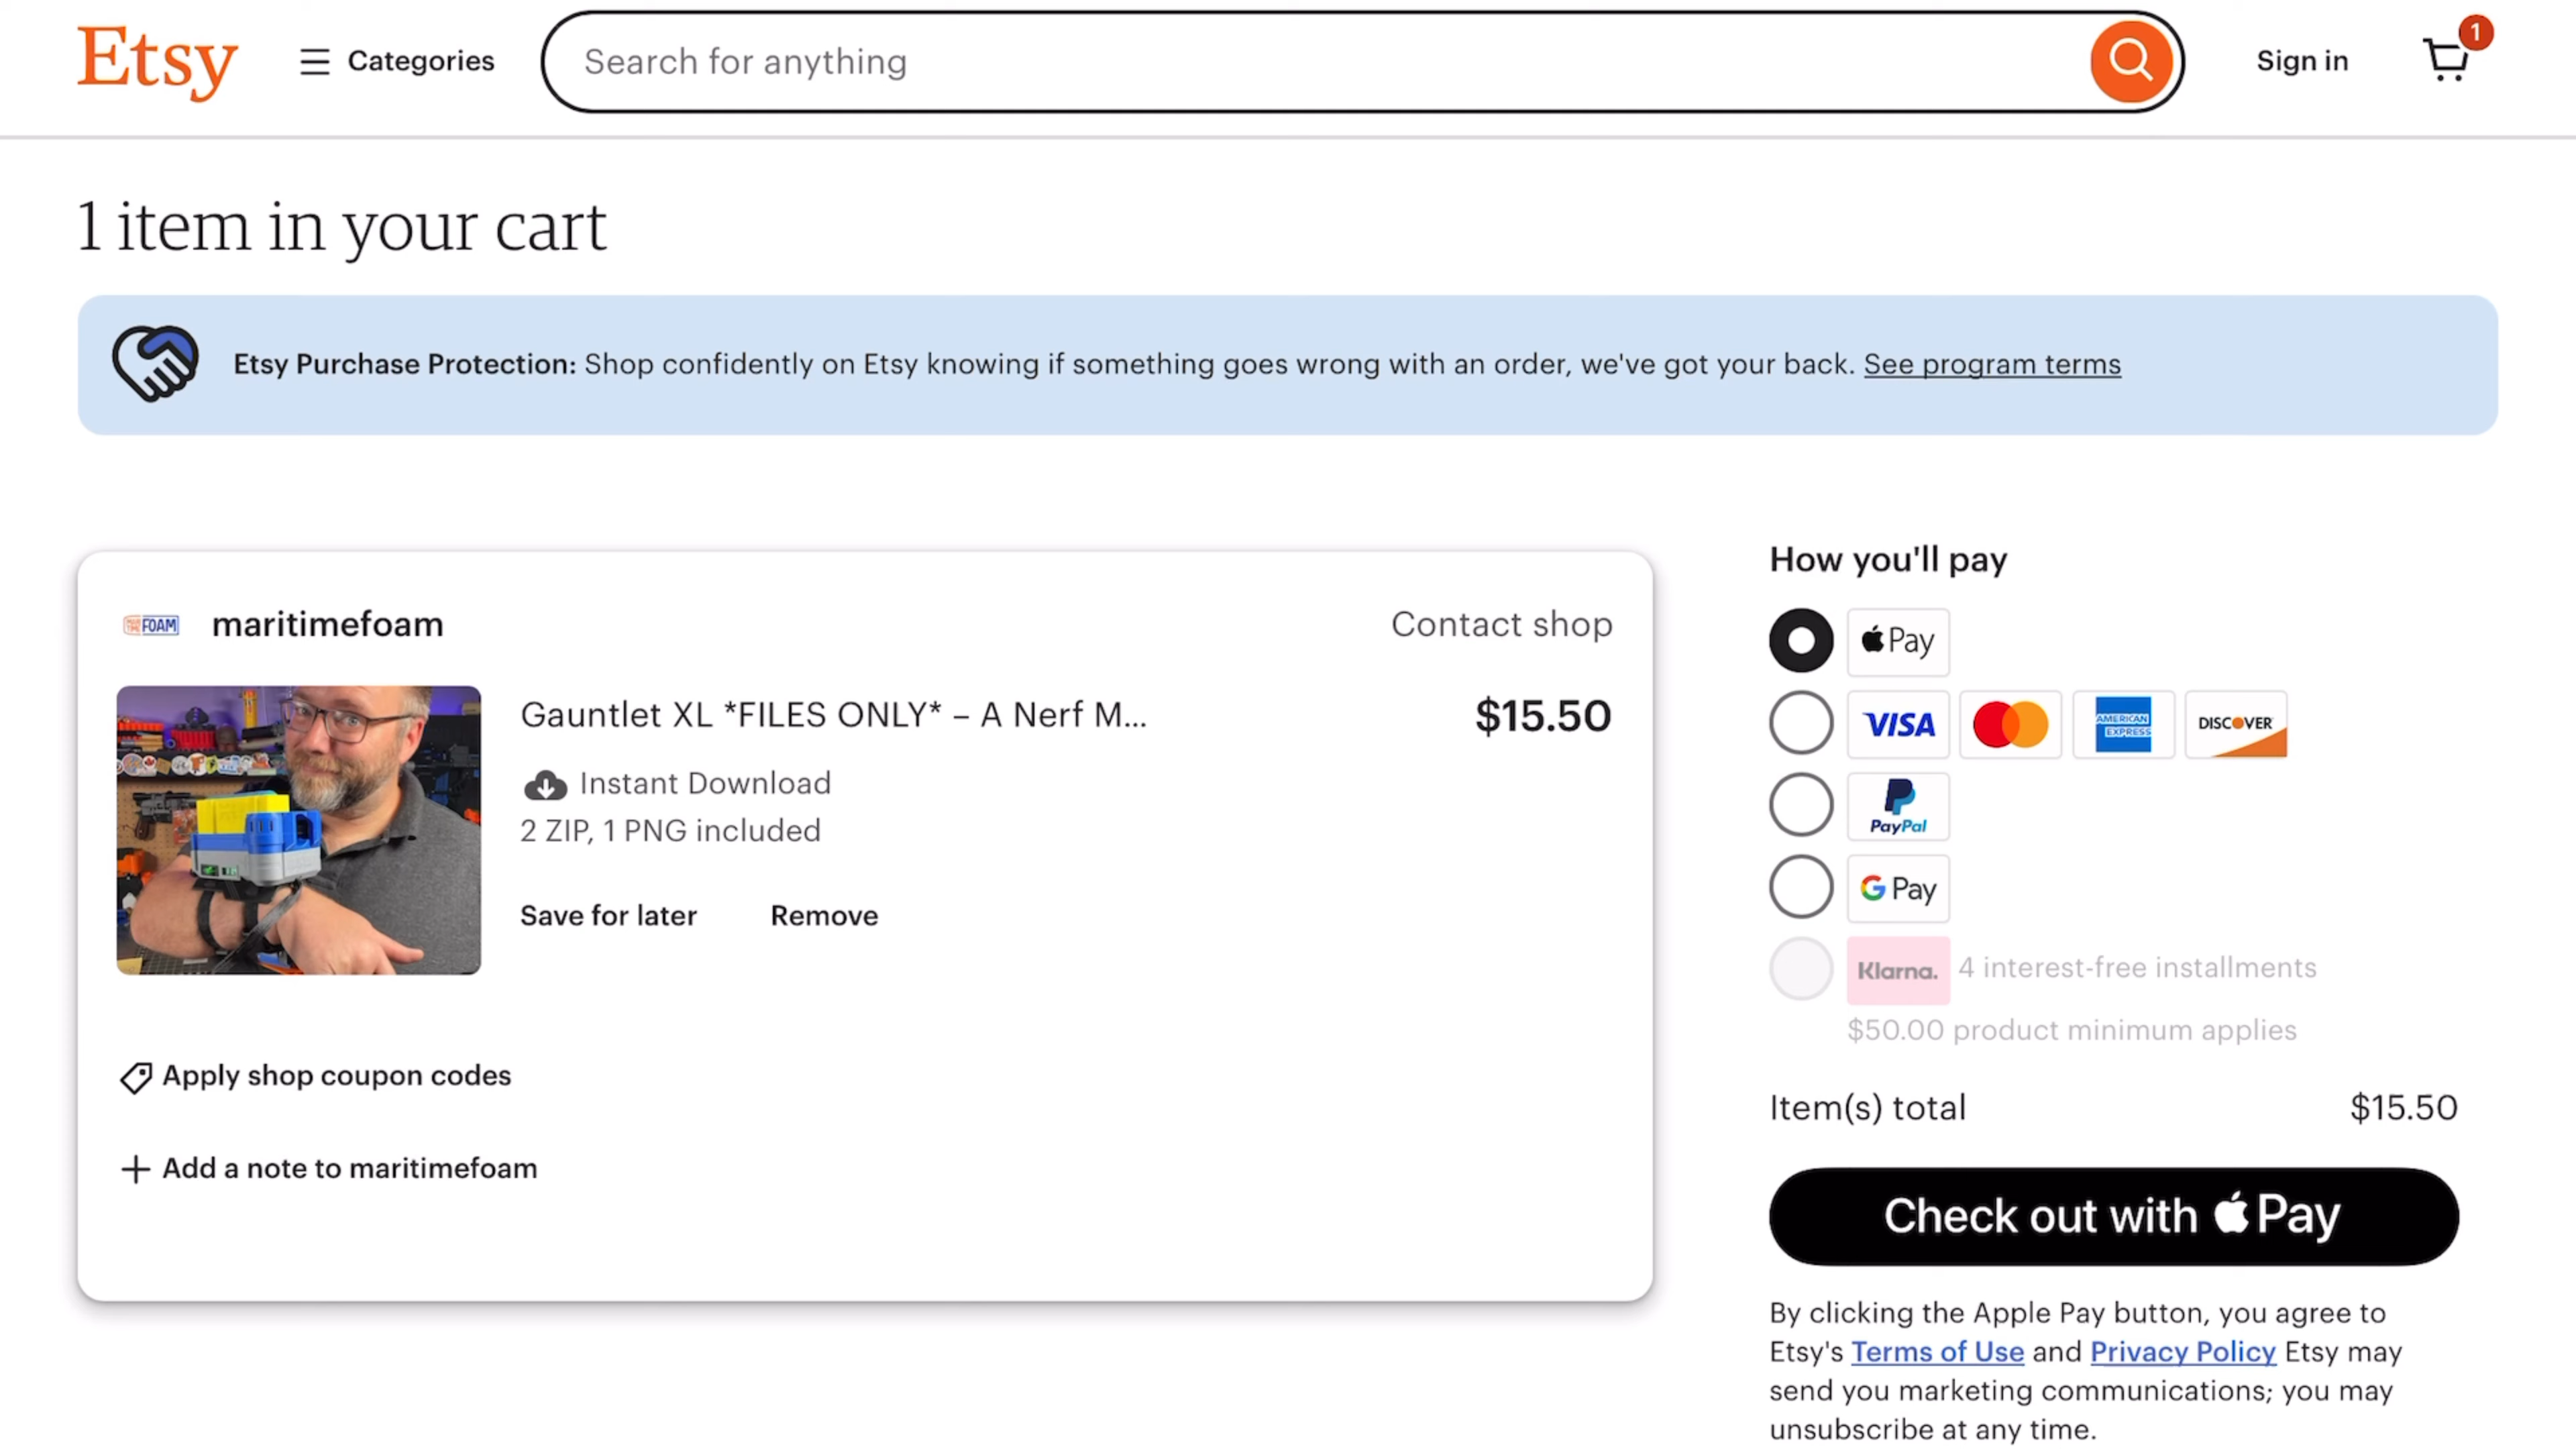 Etsy
Categories
Search for anything
Sign in
1
1 item in your cart
Etsy Purchase Protection: Shop confidently on Etsy knowing if something goes wrong with an order, we've got your back. See program terms
FOAM maritimefoam
Contact shop
Gauntlet XL *FILES ONLY* – A Nerf M...
$15.50
Instant Download
2 ZIP, 1 PNG included
Save for later
Remove
Apply shop coupon codes
Add a note to maritimefoam
How you'll pay
Pay
VISA
AMERICAN EXPRESS
DISCOVER
PayPal
G Pay
Klarna. 4 interest-free installments
$50.00 product minimum applies
Item(s) total $15.50
Check out with Pay
By clicking the Apple Pay button, you agree to
Etsy's Terms of Use and Privacy Policy Etsy may
send you marketing communications; you may
unsubscribe at any time.